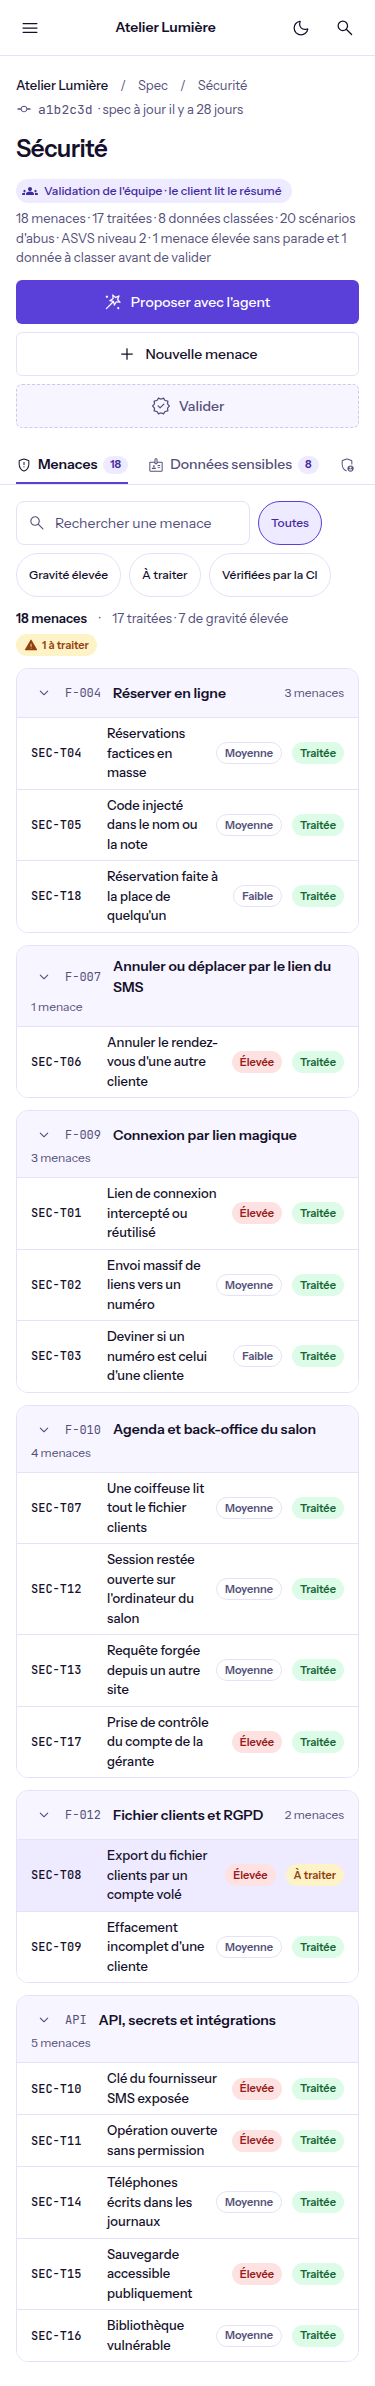 Atelier Lumière
Atelier Lumière / Spec / Sécurité
a1b2c3d · spec à jour il y a 28 jours
Sécurité
Validation de l'équipe · le client lit le résumé
18 menaces · 17 traitées · 8 données classées · 20 scénarios
d'abus · ASVS niveau 2 · 1 menace élevée sans parade et 1
donnée à classer avant de valider
Proposer avec l'agent
Nouvelle menace
Valider
Menaces 18 Données sensibles 8
Rechercher une menace Toutes
Gravité élevée À traiter Vérifiées par la CI
18 menaces · 17 traitées · 7 de gravité élevée
1 à traiter
F-004 Réserver en ligne 3 menaces
Réservations
factices en
masse
SEC-T04 Moyenne Traitée
Code injecté
dans le nom ou
la note
SEC-T05 Moyenne Traitée
Réservation faite à
la place de
quelqu'un
SEC-T18 Faible Traitée
F-007 Annuler ou déplacer par le lien du
SMS
1 menace
Annuler le rendez-
vous d'une autre
cliente
SEC-T06 Élevée Traitée
F-009 Connexion par lien magique
3 menaces
Lien de connexion
intercepté ou
réutilisé
SEC-T01 Élevée Traitée
Envoi massif de
liens vers un
numéro
SEC-T02 Moyenne Traitée
Deviner si un
numéro est celui
d'une cliente
SEC-T03 Faible Traitée
F-010 Agenda et back-office du salon
4 menaces
Une coiffeuse lit
tout le fichier
clients
SEC-T07 Moyenne Traitée
Session restée
ouverte sur
l'ordinateur du
salon
SEC-T12 Moyenne Traitée
Requête forgée
depuis un autre
site
SEC-T13 Moyenne Traitée
Prise de contrôle
du compte de la
gérante
SEC-T17 Élevée Traitée
F-012 Fichier clients et RGPD 2 menaces
Export du fichier
clients par un
compte volé
SEC-T08 Élevée À traiter
Effacement
incomplet d'une
cliente
SEC-T09 Moyenne Traitée
API API, secrets et intégrations
5 menaces
Clé du fournisseur
SMS exposée
SEC-T10 Élevée Traitée
Opération ouverte
sans permission
SEC-T11 Élevée Traitée
Téléphones
écrits dans les
journaux
SEC-T14 Moyenne Traitée
Sauvegarde
accessible
publiquement
SEC-T15 Élevée Traitée
Bibliothèque
vulnérable
SEC-T16 Moyenne Traitée